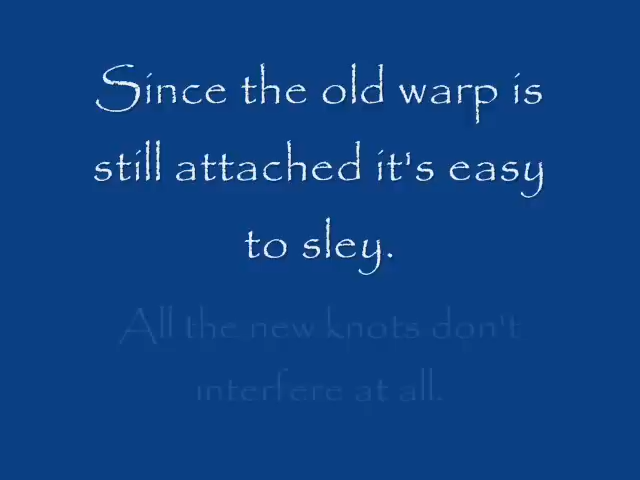 Since the old warp is
still attached it's easy
to sley.
All the new knots don't
interfere at all.